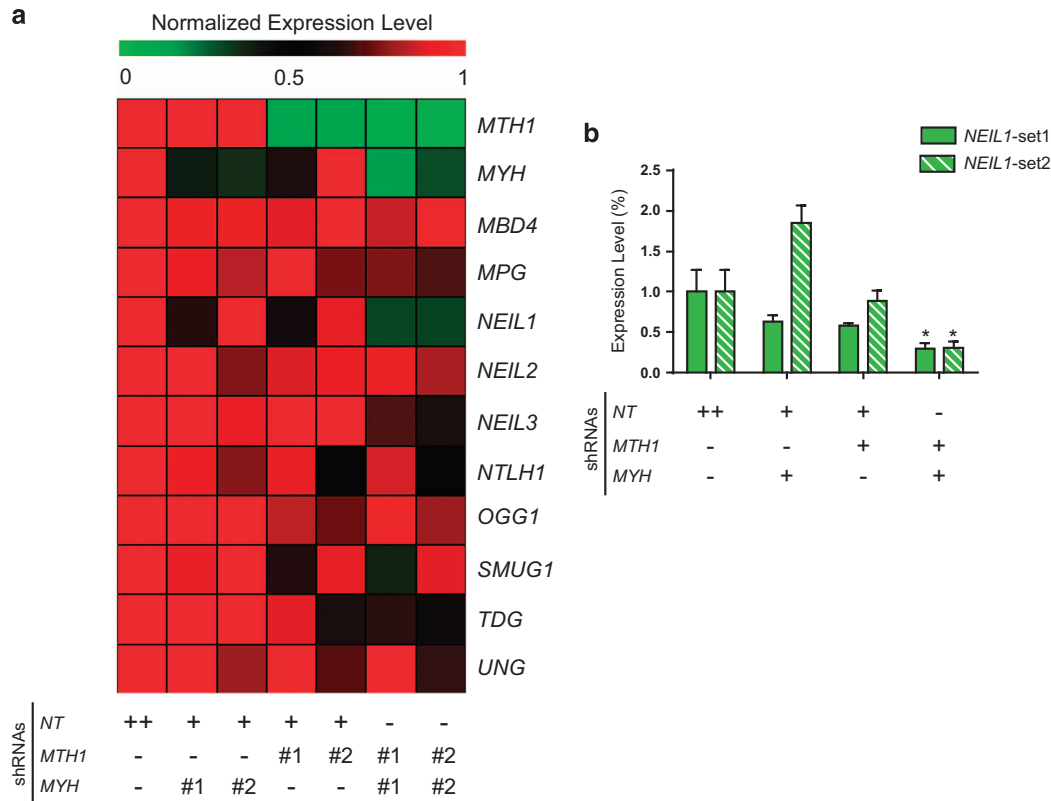 a
Normalized Expression Level
0 0.5 1
MTH1
MYH
MBD4
MPG
NEIL1
NEIL2
NEIL3
NTLH1
OGG1
SMUG1
TDG
UNG
shRNAs
NT ++ + + + + - -
MTH1 - - - #1 #2 #1 #2
MYH - #1 #2 - - #1 #2
b
NEIL1-set1
NEIL1-set2
Expression Level (%)
2.5
2.0
1.5
1.0
0.5
0.0
* *
shRNAs
NT ++ + + -
MTH1 - - + +
MYH - + - +